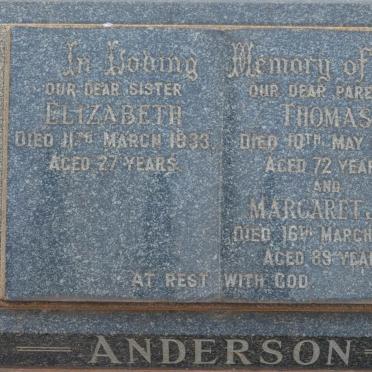 In Loving Memory of
OUR DEAR SISTER
ELIZABETH
DIED 11TH MARCH 1933.
AGED 27 YEARS
OUR DEAR PARE
THOMAS
DIED 10TH MAY
AGED 72 YEAR
AND
MARGARET
DIED 16TH MARCH
AGED 89 YEAR
AT REST WITH GOD
ANDERSON